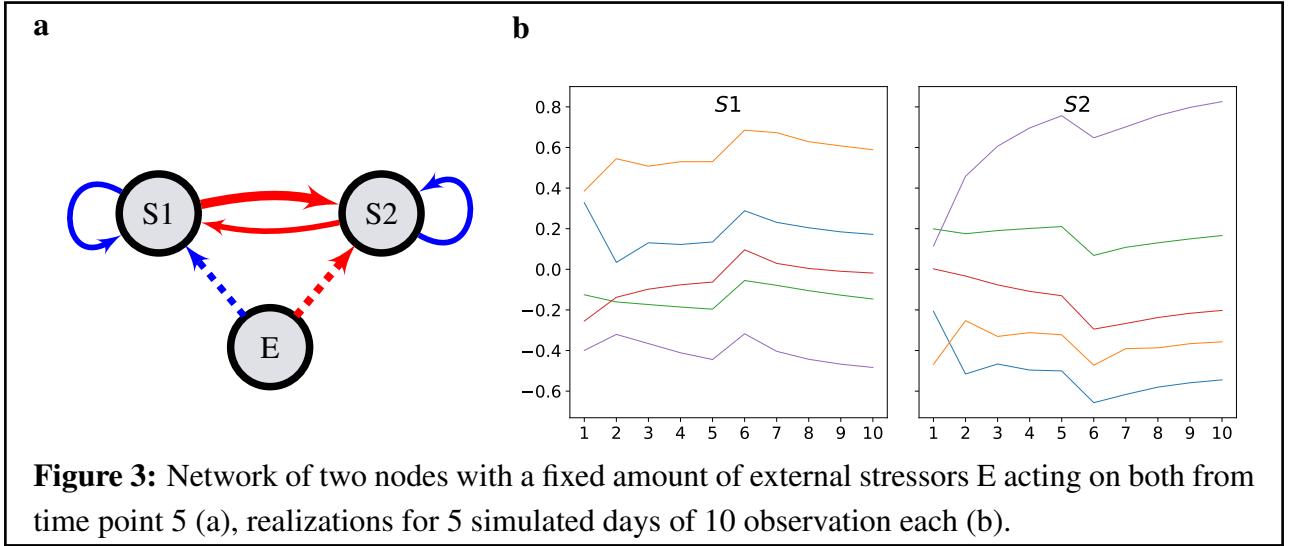 a
b
S1
S2
E
S1
S2
0.8
0.6
0.4
0.2
0.0
−0.2
−0.4
−0.6
1 2 3 4 5 6 7 8 9 10
1 2 3 4 5 6 7 8 9 10
Figure 3: Network of two nodes with a fixed amount of external stressors E acting on both from
time point 5 (a), realizations for 5 simulated days of 10 observation each (b).